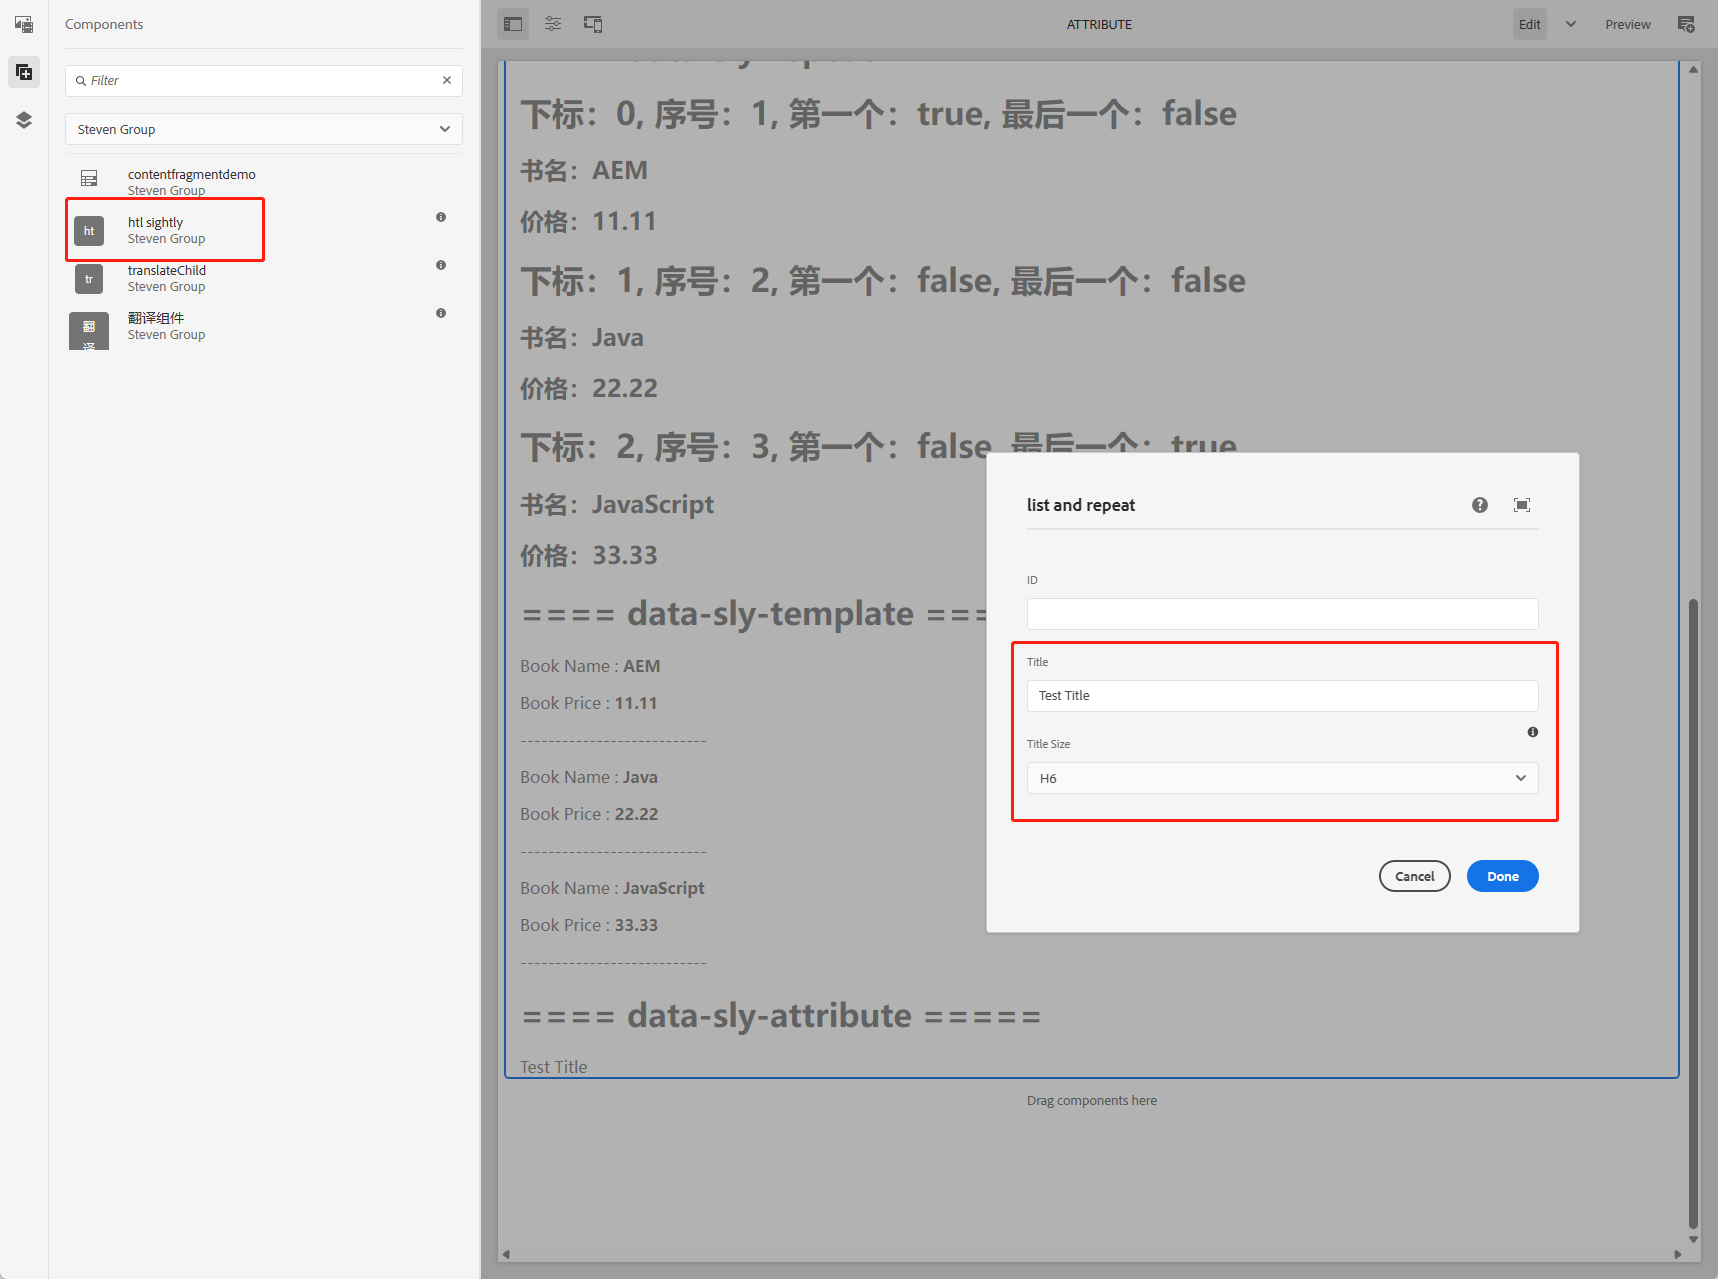 Components
Filter
Steven Group
contentfragmentdemo
Steven Group
ht
htl sightly
Steven Group
tr
translateChild
Steven Group
翻
译
翻译组件
Steven Group
ATTRIBUTE
Edit
Preview
下标：0, 序号：1, 第一个：true, 最后一个：false
书名：AEM
价格：11.11
下标：1, 序号：2, 第一个：false, 最后一个：false
书名：Java
价格：22.22
下标：2, 序号：3, 第一个：false, 最后一个：true
书名：JavaScript
价格：33.33
==== data-sly-template ===
Book Name : AEM
Book Price : 11.11
--------------------------
Book Name : Java
Book Price : 22.22
--------------------------
Book Name : JavaScript
Book Price : 33.33
--------------------------
==== data-sly-attribute =====
Test Title
Drag components here
list and repeat
ID
Title
Test Title
Title Size
H6
Cancel
Done